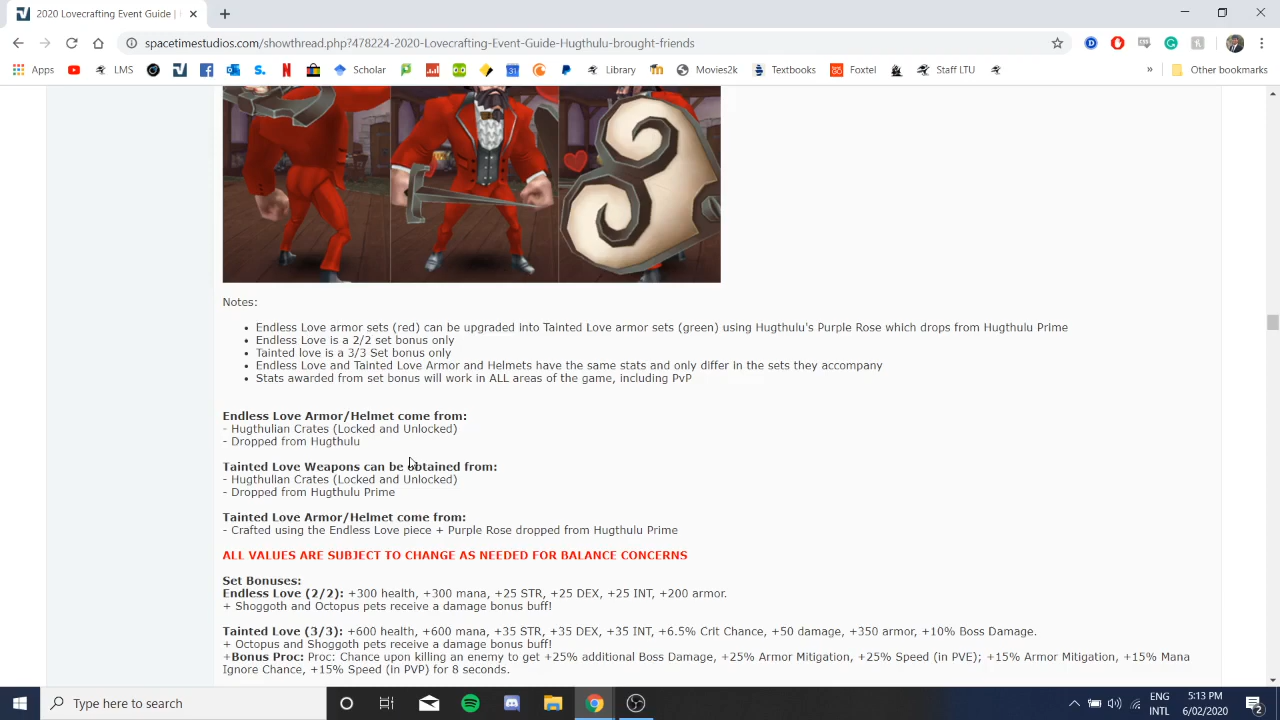 2020 Lovecrafting Event Guide |
spacetimestudios.com/showthread.php?478224-2020-Lovecrafting-Event-Guide-Hugthulu-brought-friends
Apps LMS Scholar Library Movies2k Textbooks Foxtel Staff LTU » Other bookmarks
Notes:
• Endless Love armor sets (red) can be upgraded into Tainted Love armor sets (green) using Hugthulu's Purple Rose which drops from Hugthulu Prime
• Endless Love is a 2/2 set bonus only
• Tainted love is a 3/3 Set bonus only
• Endless Love and Tainted Love Armor and Helmets have the same stats and only differ in the sets they accompany
• Stats awarded from set bonus will work in ALL areas of the game, including PvP
Endless Love Armor/Helmet come from:
- Hugthulian Crates (Locked and Unlocked)
- Dropped from Hugthulu
Tainted Love Weapons can be obtained from:
- Hugthulian Crates (Locked and Unlocked)
- Dropped from Hugthulu Prime
Tainted Love Armor/Helmet come from:
- Crafted using the Endless Love piece + Purple Rose dropped from Hugthulu Prime
ALL VALUES ARE SUBJECT TO CHANGE AS NEEDED FOR BALANCE CONCERNS
Set Bonuses:
Endless Love (2/2): +300 health, +300 mana, +25 STR, +25 DEX, +25 INT, +200 armor.
+ Shoggoth and Octopus pets receive a damage bonus buff!
Tainted Love (3/3): +600 health, +600 mana, +35 STR, +35 DEX, +35 INT, +6.5% Crit Chance, +50 damage, +350 armor, +10% Boss Damage.
+ Octopus and Shoggoth pets receive a damage bonus buff!
+Bonus Proc: Proc: Chance upon killing an enemy to get +25% additional Boss Damage, +25% Armor Mitigation, +25% Speed (in PVE); +15% Armor Mitigation, +15% Mana
Ignore Chance, +15% Speed (in PVP) for 8 seconds.
Type here to search
ENG
INTL
5:13 PM
6/02/2020
2